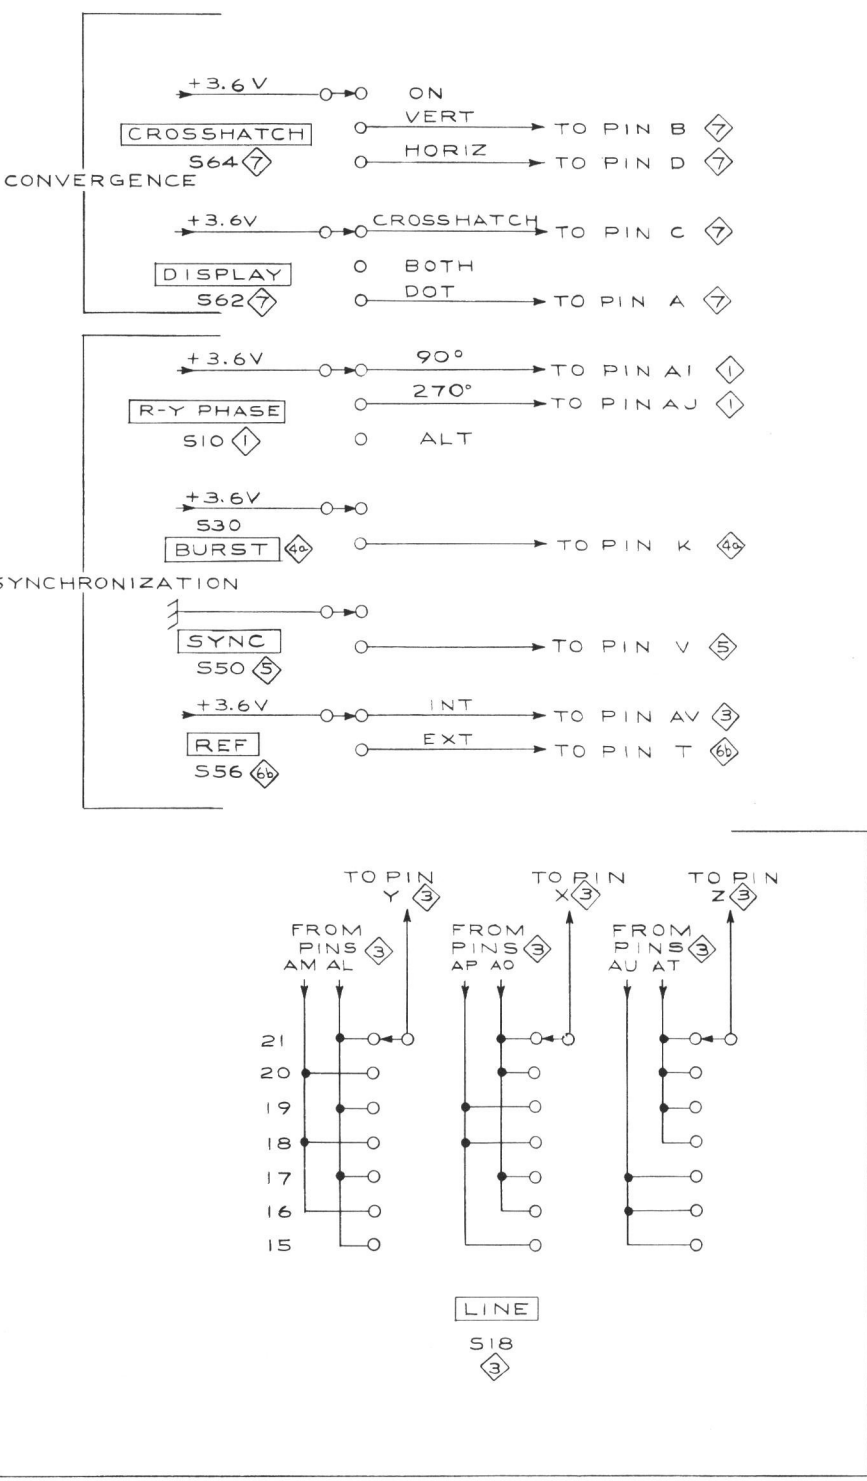 +3.6V
ON
VERT TO PIN B 7
CROSSHATCH
HORIZ TO PIN D 7
S64 7
CONVERGENCE
+3.6V CROSSHATCH TO PIN C 7
BOTH
DISPLAY
DOT
S62 7 TO PIN A 7
+3.6V 90° TO PIN AI 1
270° TO PIN AJ 1
R-Y PHASE
S10 1 ALT
+3.6V
S30
BURST 4a TO PIN K 4a
SYNCHRONIZATION
SYNC
TO PIN V 5
S50 5
+3.6V INT TO PIN AV 3
REF EXT TO PIN T 6b
S56 6b
TO PIN Y 3
TO PIN X 3
TO PIN Z 3
FROM PINS 3
AM AL
FROM PINS 3
AP AO
FROM PINS 3
AU AT
21
20
19
18
17
16
15
LINE
S18
3